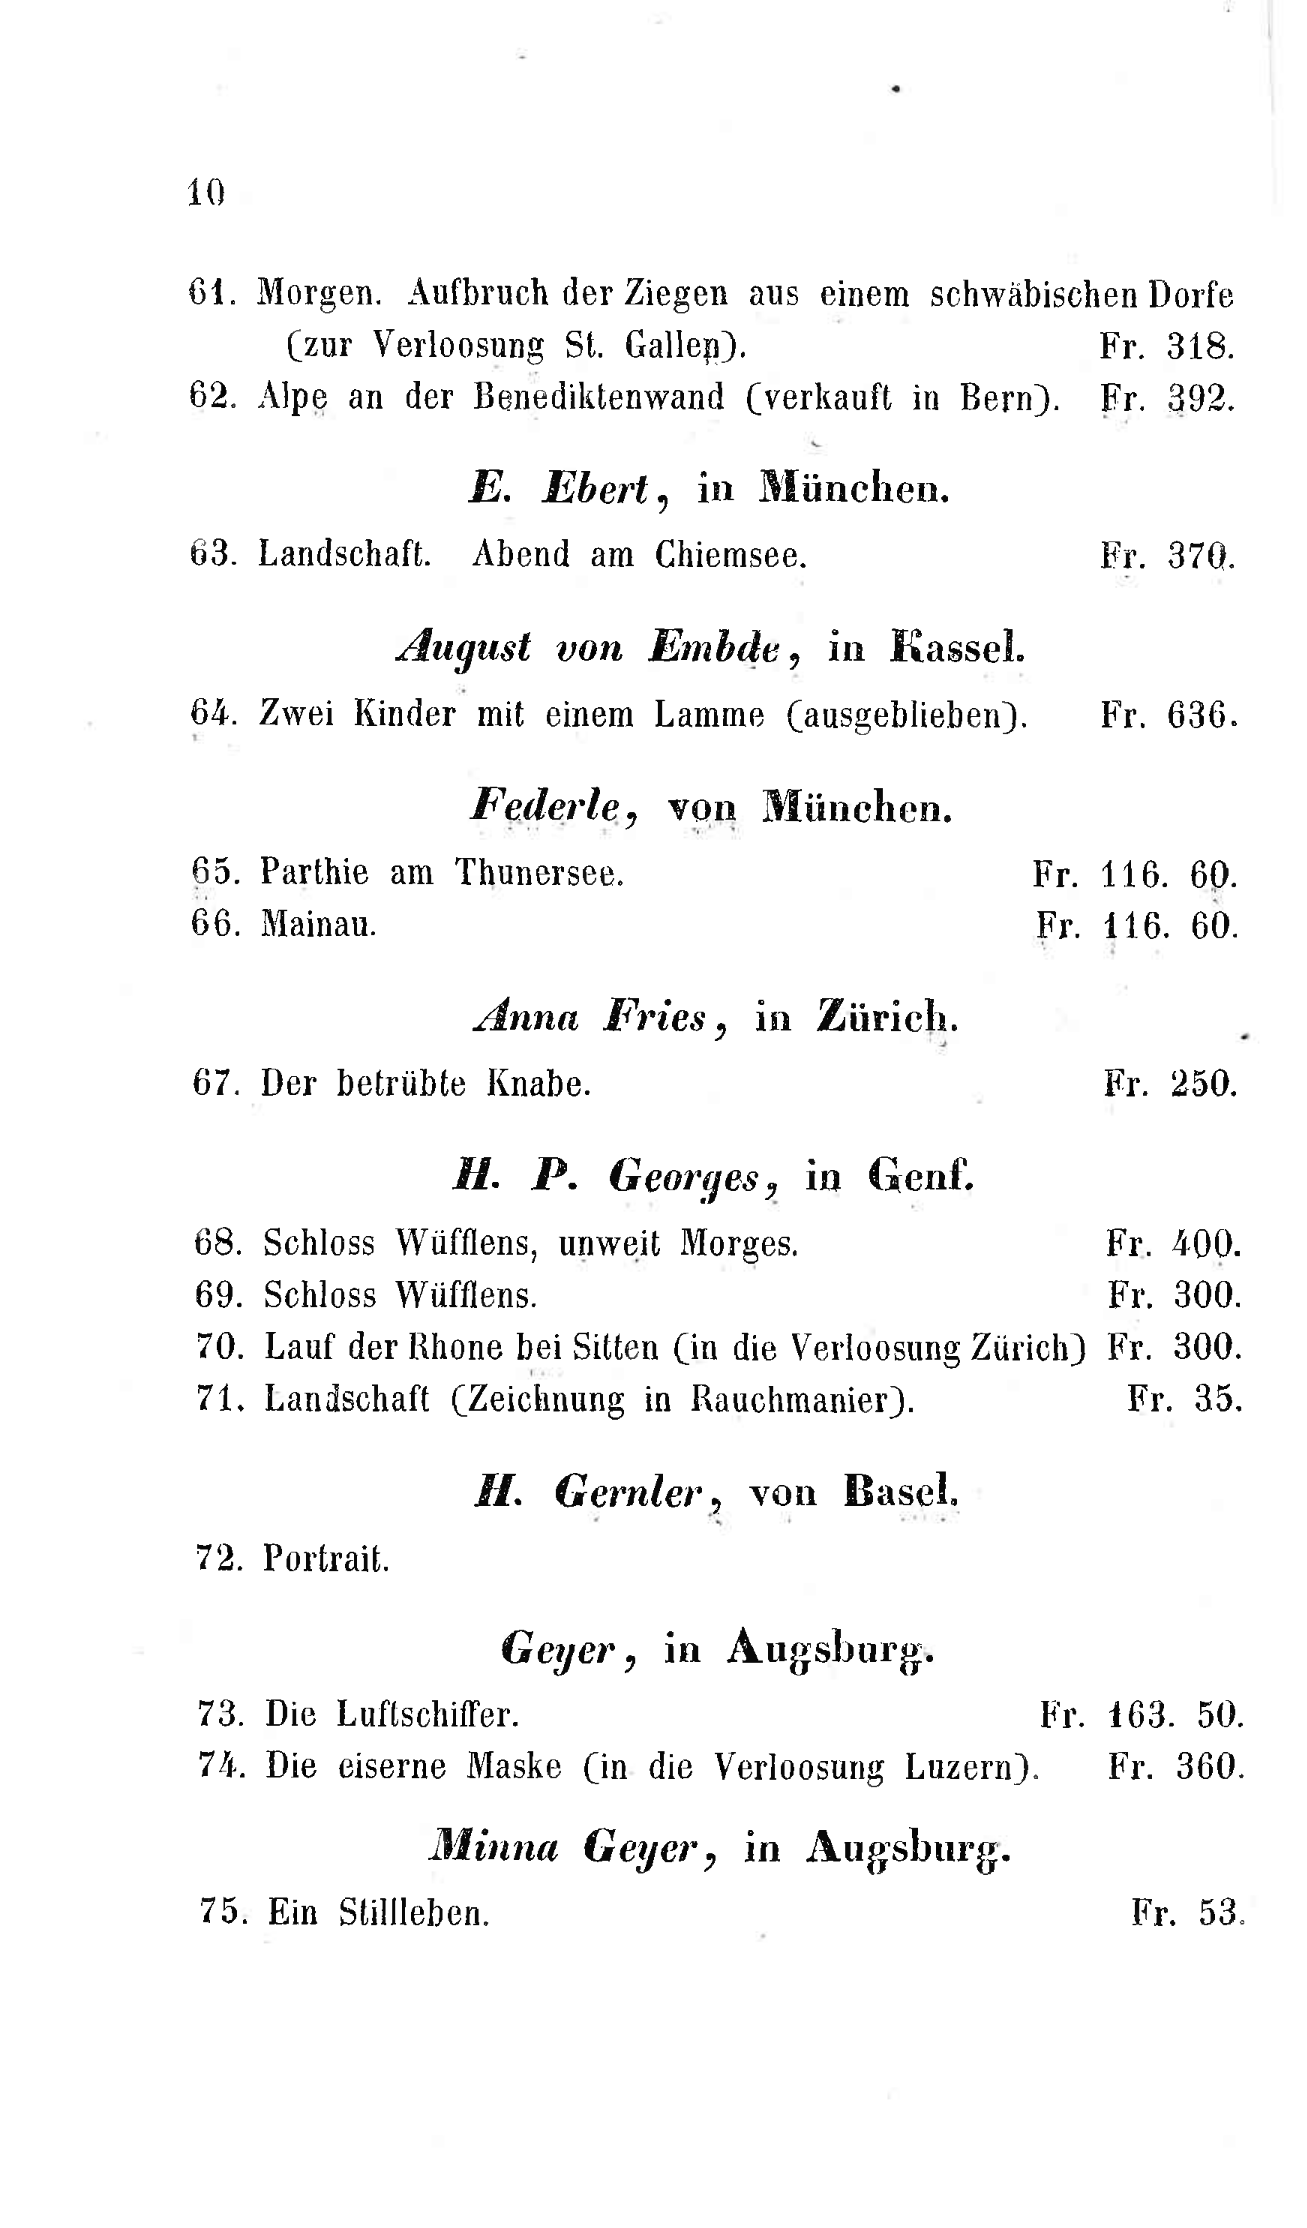 10
61. Morgen. Aufbruch der Ziegen aus einem schwäbischen Dorfe
(zur Verloosung St. Gallen). Fr. 318.
62. Alpe an der Benediktenwand (verkauft in Bern). Fr. 392.
E. Ebert, in München.
63. Landschaft. Abend am Chiemsee. Fr. 370.
August von Embde, in Kassel.
64. Zwei Kinder mit einem Lamme (ausgeblieben). Fr. 636.
Federle, von München.
65. Parthie am Thunersee. Fr. 116. 60.
66. Mainau. Fr. 116. 60.
Anna Fries, in Zürich.
67. Der betrübte Knabe. Fr. 250.
H. P. Georges, in Genf.
68. Schloss Wüfflens, unweit Morges. Fr. 400.
69. Schloss Wüfflens. Fr. 300.
70. Lauf der Rhone bei Sitten (in die Verloosung Zürich) Fr. 300.
71. Landschaft (Zeichnung in Rauchmanier). Fr. 35.
H. Gernler, von Basel.
72. Portrait.
Geyer, in Augsburg.
73. Die Luftschiffer. Fr. 163. 50.
74. Die eiserne Maske (in die Verloosung Luzern). Fr. 360.
Minna Geyer, in Augsburg.
75. Ein Stillleben. Fr. 53.